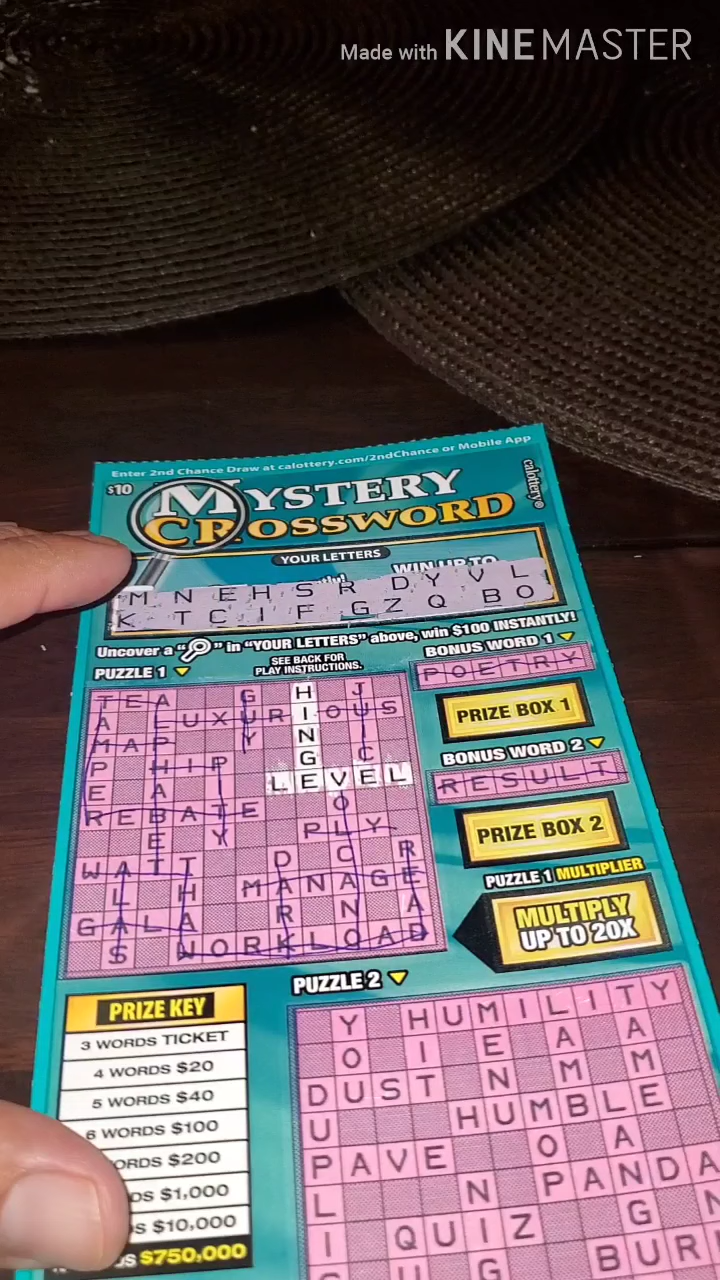 Made with KINEMASTER
Enter 2nd Chance Draw at calottery.com/2ndChance or Mobile App
$10
MYSTERY
CROSSWORD
calottery
YOUR LETTERS
WIN UP TO
M N E H S R D Y V L
K T C I F G Z Q B O
Uncover a " " in "YOUR LETTERS" above, win $100 INSTANTLY!
PUZZLE 1
SEE BACK FOR
PLAY INSTRUCTIONS.
BONUS WORD 1
POETRY
PRIZE BOX 1
BONUS WORD 2
RESULT
PRIZE BOX 2
PUZZLE 1 MULTIPLIER
MULTIPLY
UP TO 20X
TEA G H J
A LUXURIOUS
MAP Y N I
P HIP G C
E A LEVEL
REBATE O
E Y PLY
WAT T D C R
L H MANAGE
GALA R N A
S WORKLOAD
PRIZE KEY
3 WORDS TICKET
4 WORDS $20
5 WORDS $40
6 WORDS $100
ORDS $200
DS $1,000
S $10,000
S $750,000
PUZZLE 2
Y HUMILITY
O I E A A
DUST N M M
U HUMBLE
PAVE O A
L N PANDA
I QUIZ G N
U G BUR